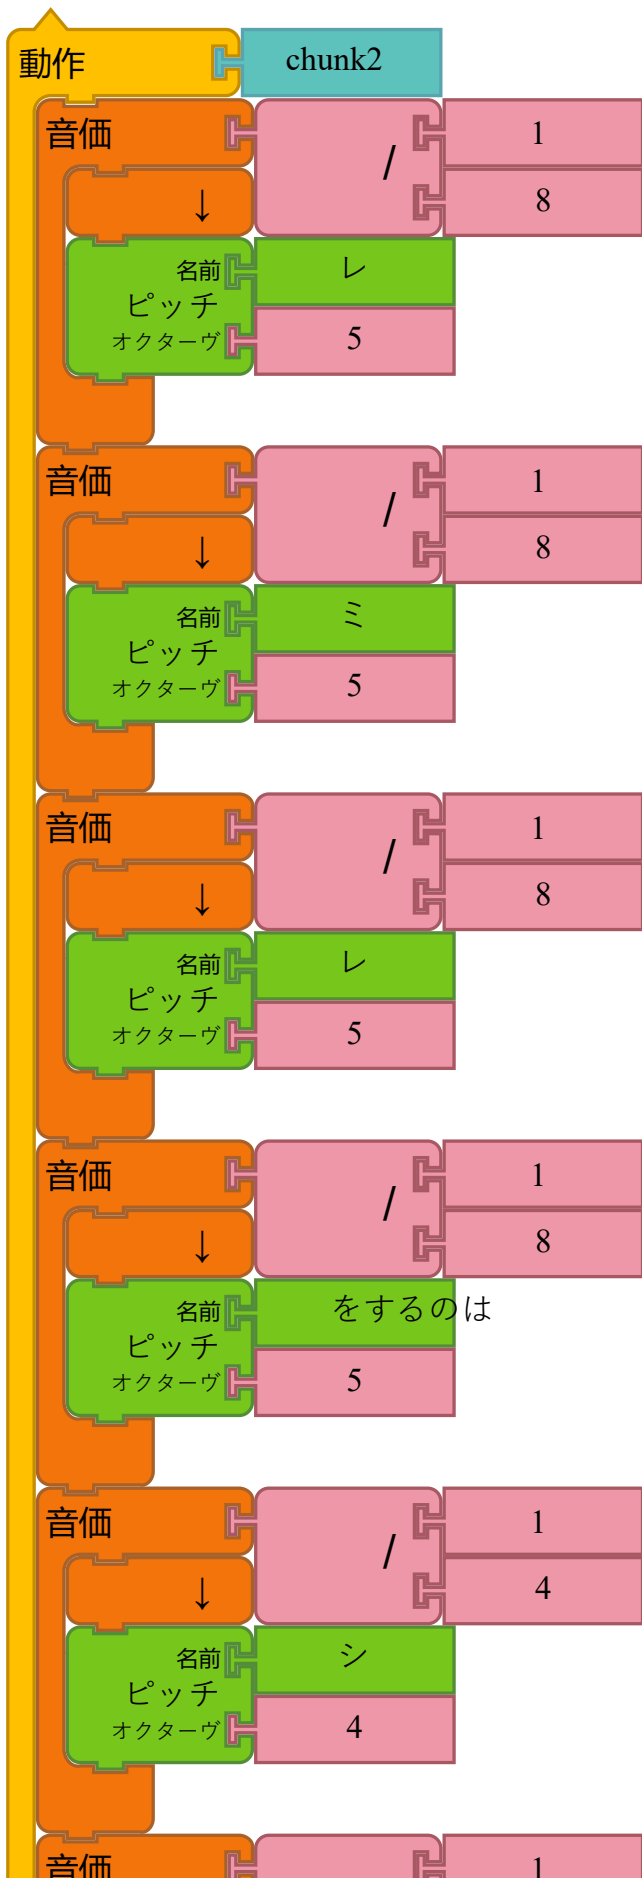 動作 chunk2
音価 / 1
↓ 8
名前 レ
ピッチ
オクターヴ 5
音価 / 1
↓ 8
名前 ミ
ピッチ
オクターヴ 5
音価 / 1
↓ 8
名前 レ
ピッチ
オクターヴ 5
音価 / 1
↓ 8
名前 をするのは
ピッチ
オクターヴ 5
音価 / 1
↓ 4
名前 シ
ピッチ
オクターヴ 4
音価 1